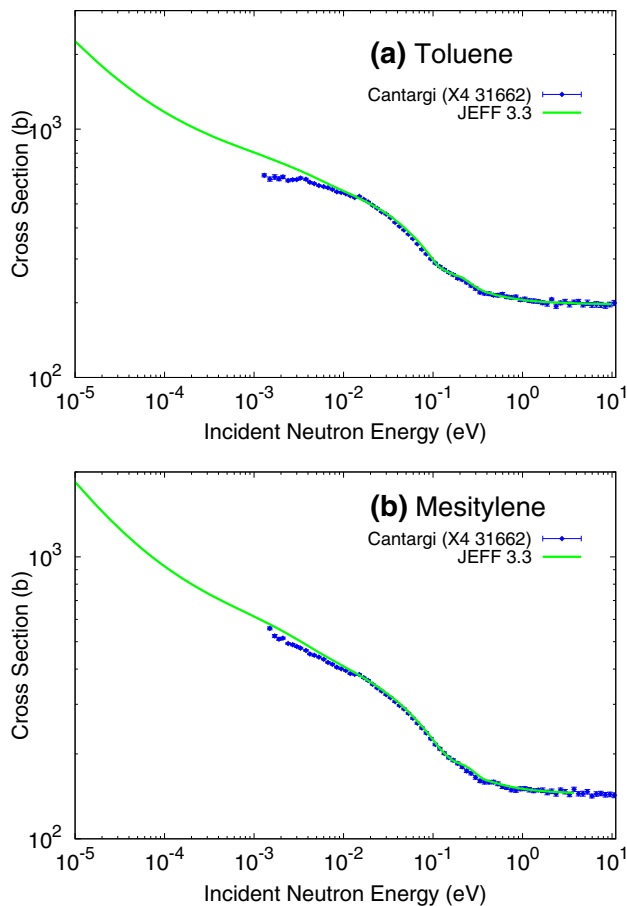 (a) Toluene
Cantargi (X4 31662)
JEFF 3.3
Cross Section (b)
10^3
10^2
10^-5 10^-4 10^-3 10^-2 10^-1 10^0 10^1
Incident Neutron Energy (eV)
(b) Mesitylene
Cantargi (X4 31662)
JEFF 3.3
Cross Section (b)
10^3
10^2
10^-5 10^-4 10^-3 10^-2 10^-1 10^0 10^1
Incident Neutron Energy (eV)